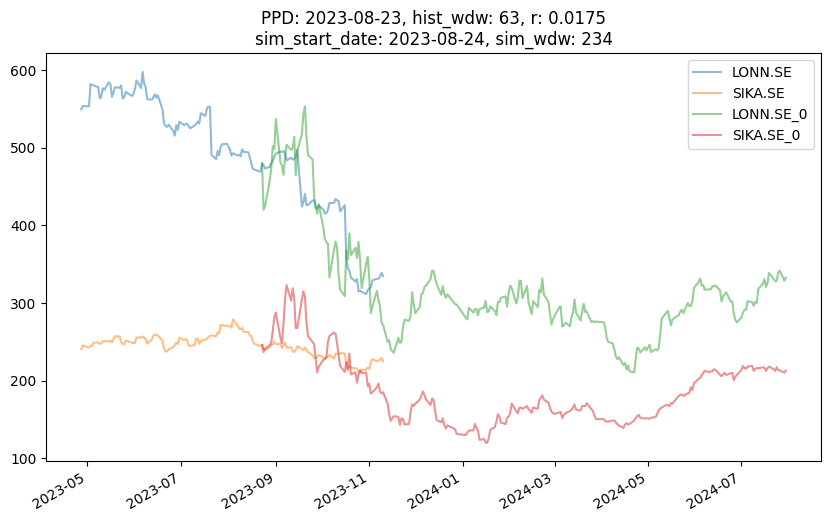 PPD: 2023-08-23, hist_wdw: 63, r: 0.0175
sim_start_date: 2023-08-24, sim_wdw: 234
LONN.SE
SIKA.SE
LONN.SE_0
SIKA.SE_0
600
500
400
300
200
100
2023-05
2023-07
2023-09
2023-11
2024-01
2024-03
2024-05
2024-07